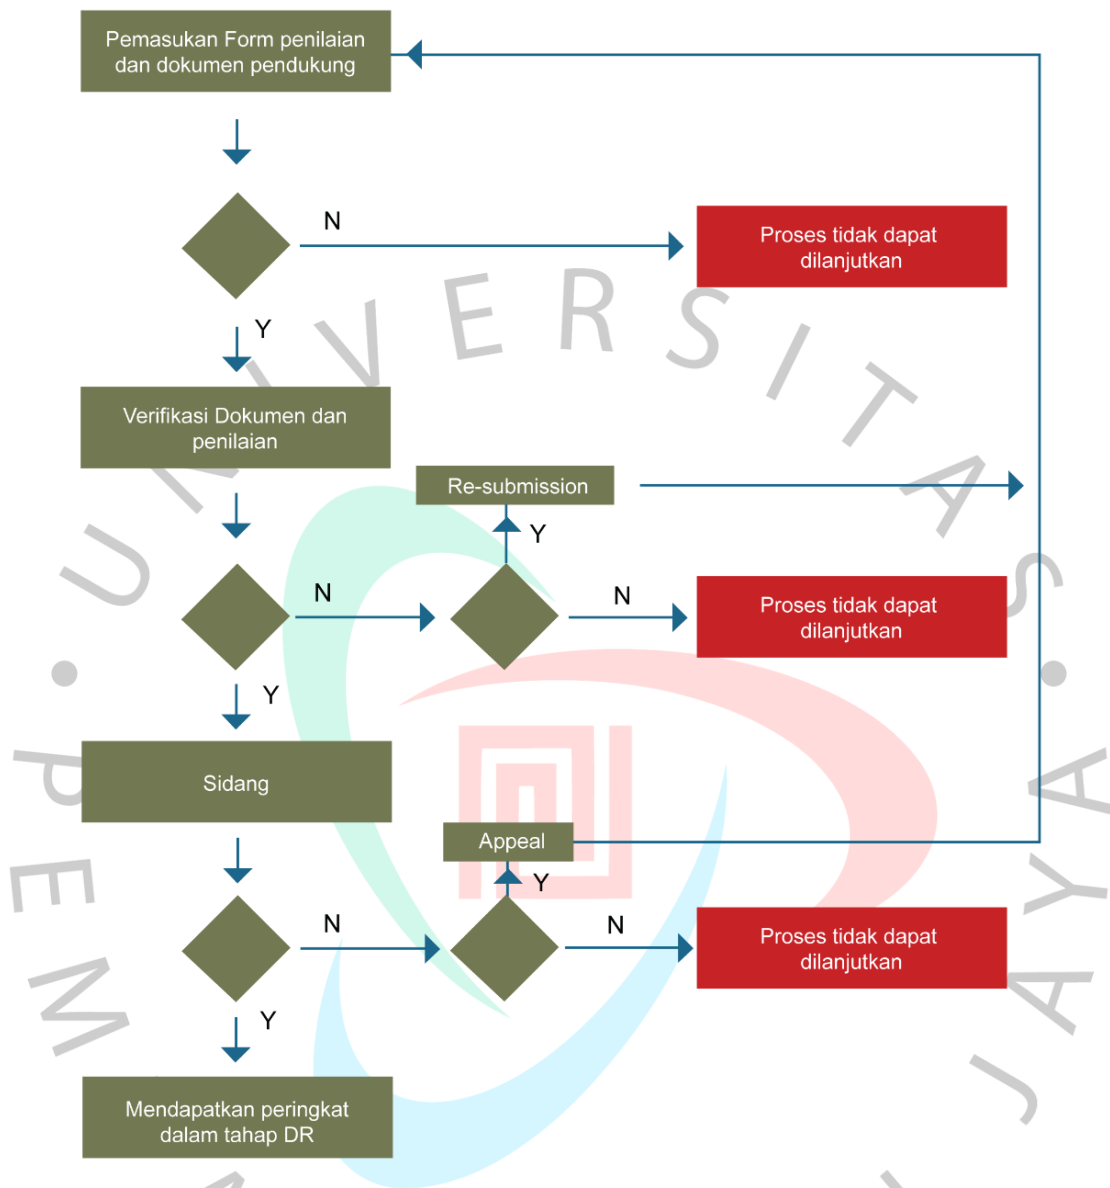 Pemasukan Form penilaian
dan dokumen pendukung
N
Proses tidak dapat
dilanjutkan
Y
Verifikasi Dokumen dan
penilaian
Re-submission
Y
N
N
Proses tidak dapat
dilanjutkan
Y
Sidang
Appeal
Y
N
N
Proses tidak dapat
dilanjutkan
Y
Mendapatkan peringkat
dalam tahap DR
UNIVERSITAS
PEM
JAYA